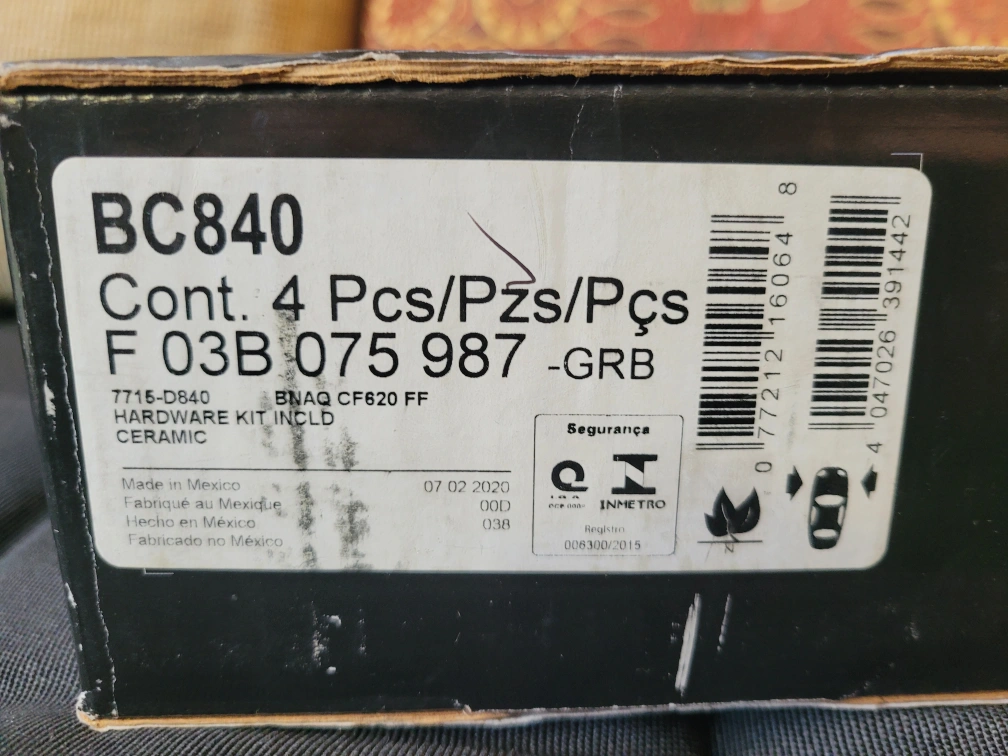 BC840
Cont. 4 Pcs/Pzs/Pçs
F 03B 075 987 -GRB
7715-D840 BNAQ CF620 FF
HARDWARE KIT INCLD
CERAMIC
Made in Mexico 07 02 2020
Fabriqué au Mexique 00D
Hecho en México 038
Fabricado no México
Segurança
INMETRO
Registro
006300/2015
0 77212 16064 8
4 047026 391442
N